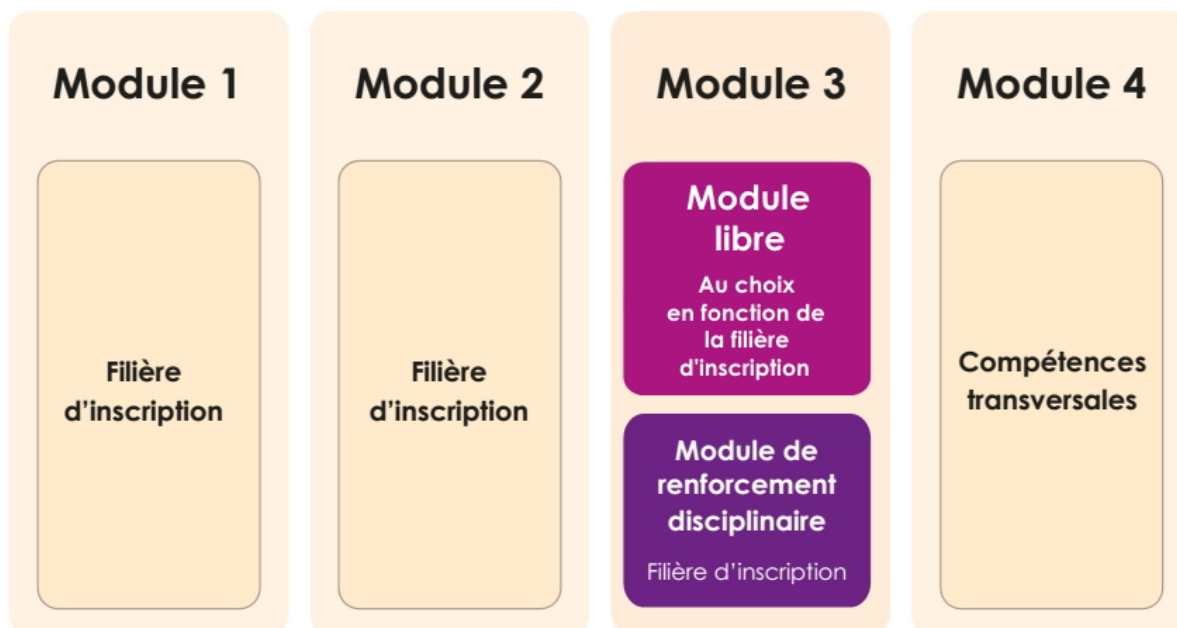 Module 1
Filière
d’inscription
Module 2
Filière
d’inscription
Module 3
Module
libre
Au choix
en fonction de
la filière
d'inscription
Module de
renforcement
disciplinaire
Filière d’inscription
Module 4
Compétences
transversales